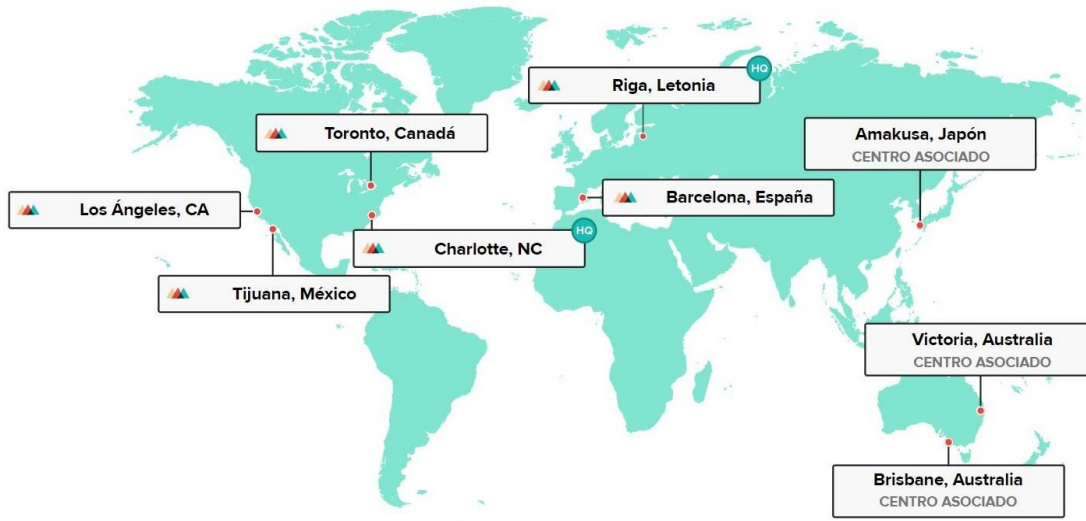 HQ
Riga, Letonia
Toronto, Canadá
Amakusa, Japón
CENTRO ASOCIADO
Los Ángeles, CA
Barcelona, España
HQ
Charlotte, NC
Tijuana, México
Victoria, Australia
CENTRO ASOCIADO
Brisbane, Australia
CENTRO ASOCIADO